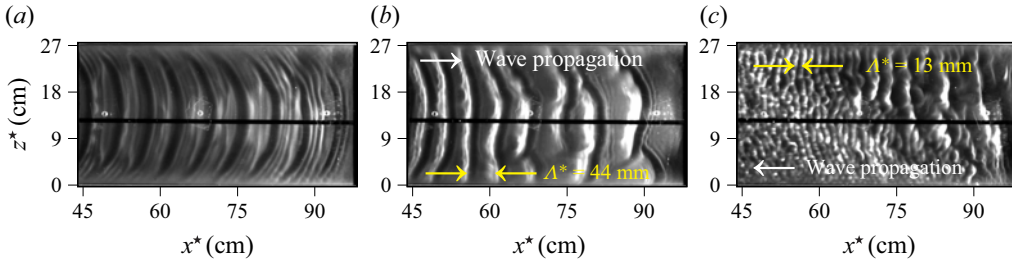 (a)
(b)
(c)
27
18
9
0
z* (cm)
45
60
75
90
x* (cm)
27
18
9
0
Wave propagation
Λ* = 44 mm
45
60
75
90
x* (cm)
27
18
9
0
Λ* = 13 mm
Wave propagation
45
60
75
90
x* (cm)